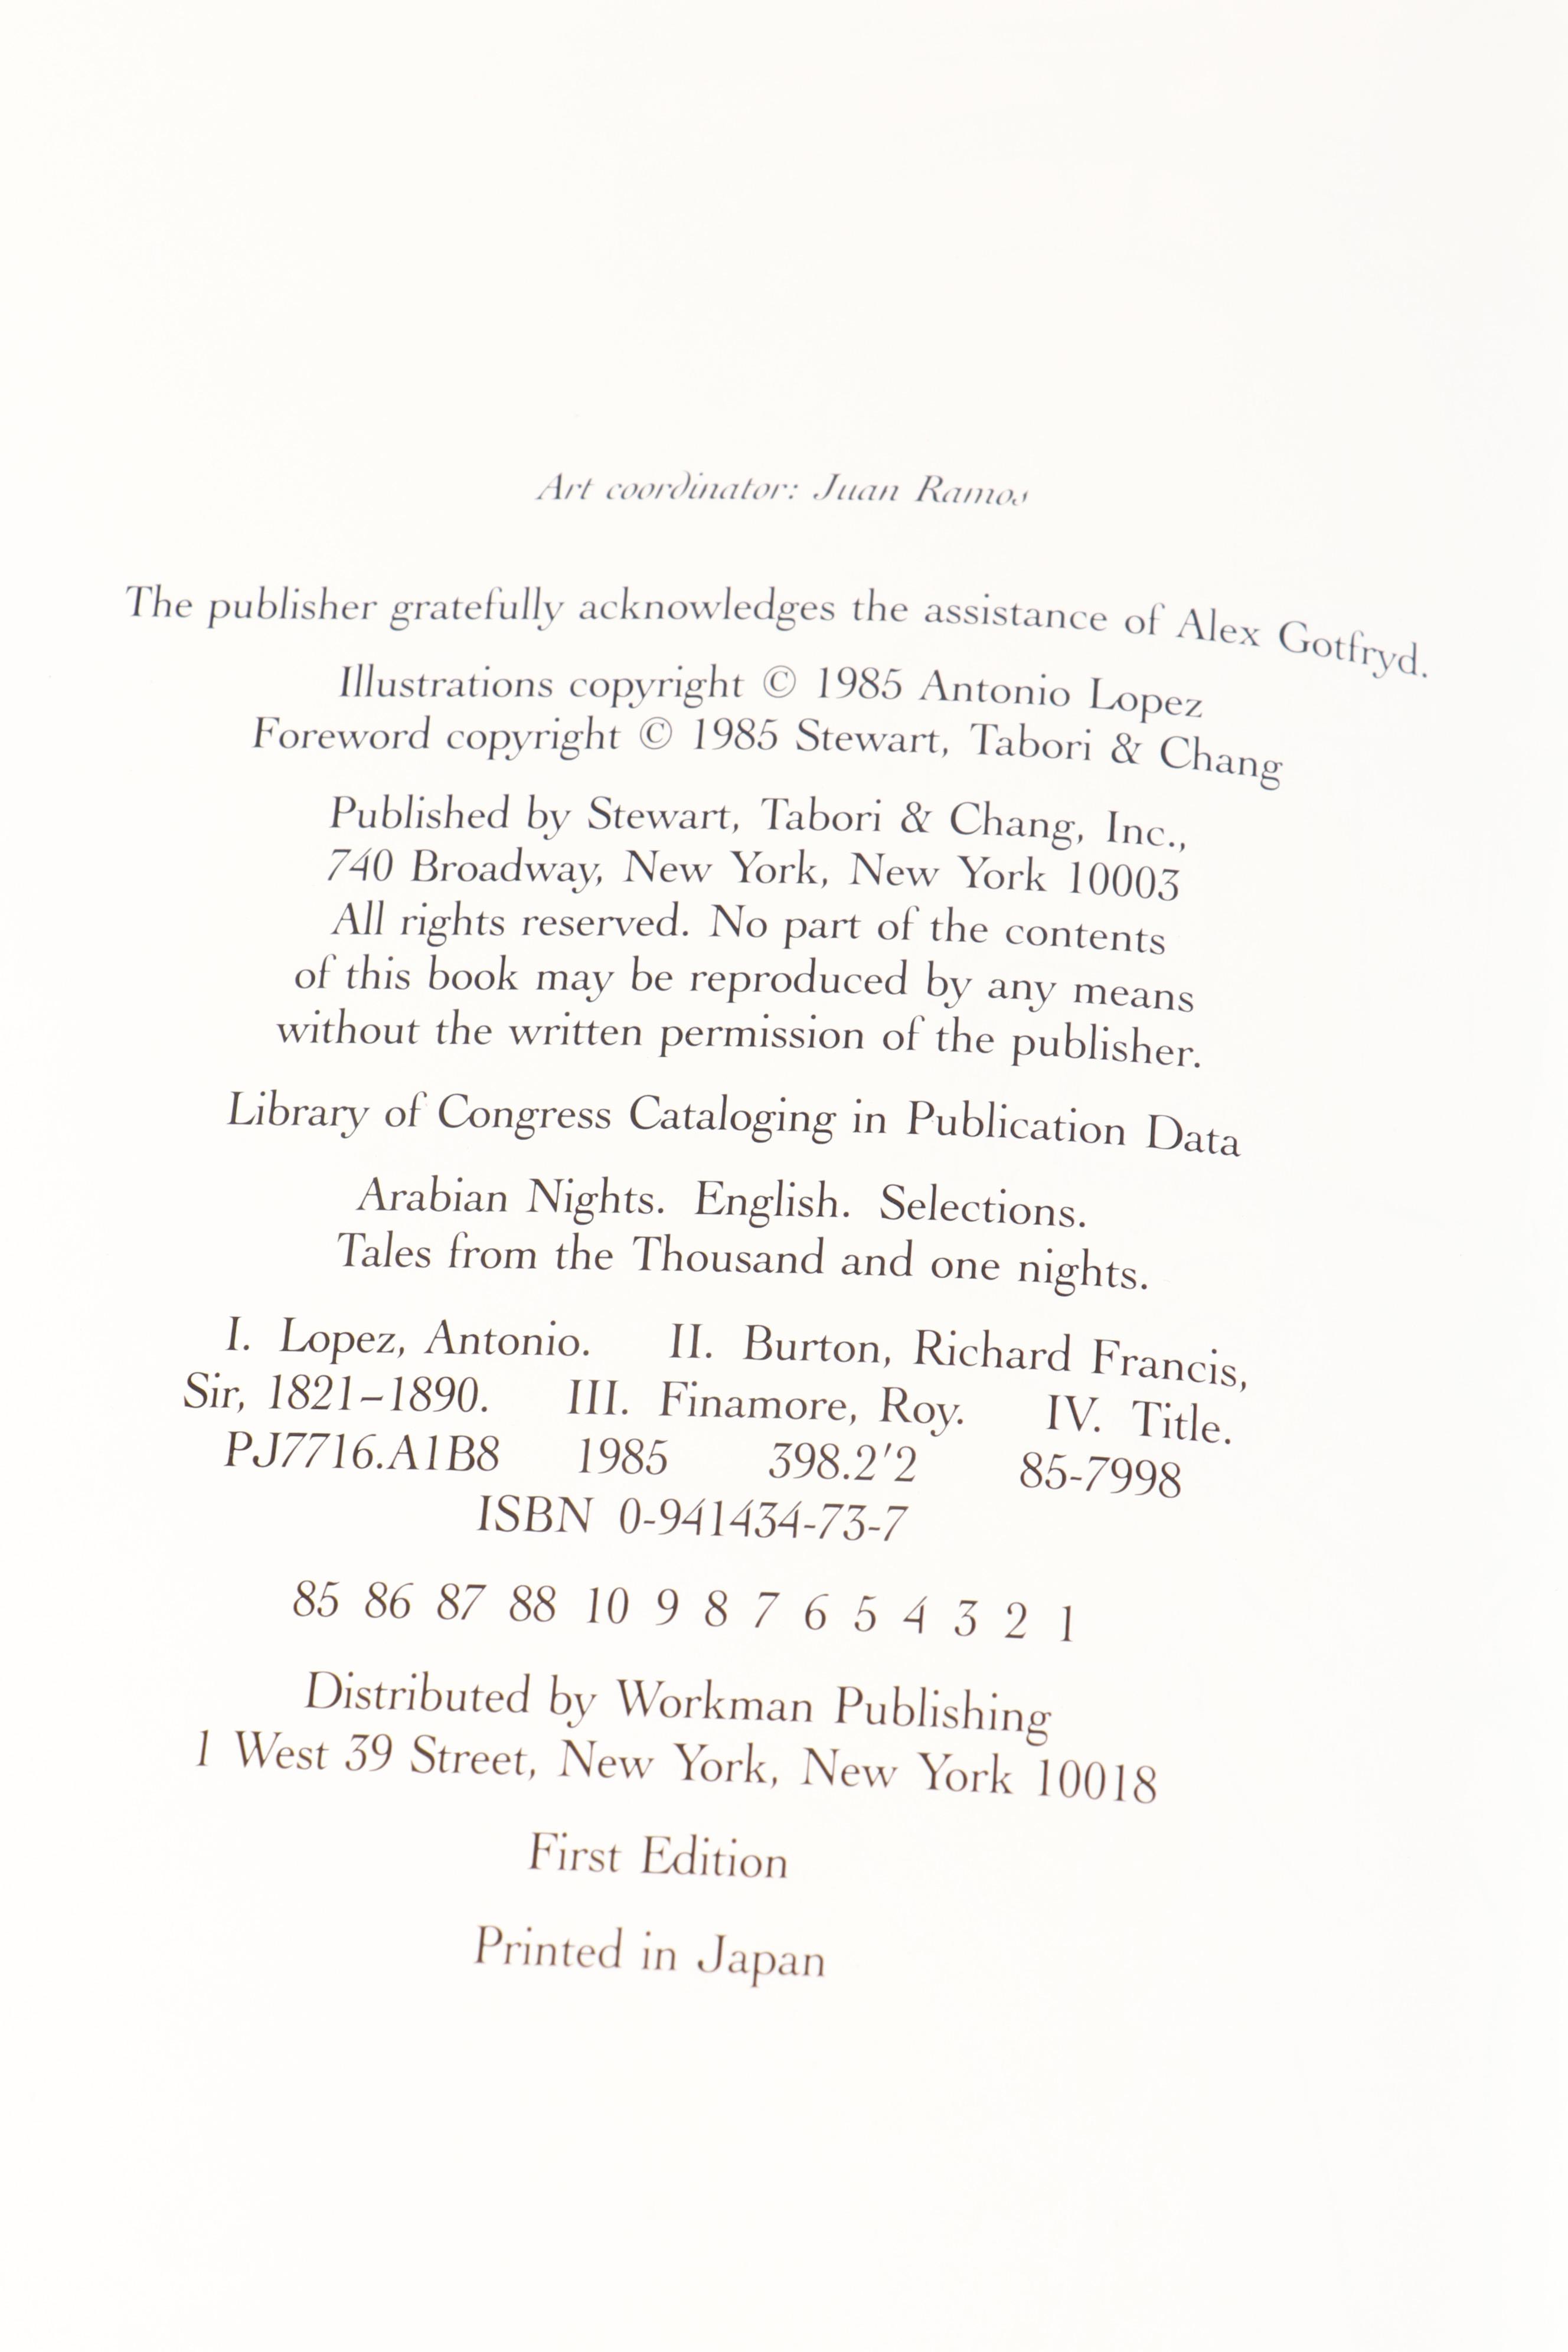 Art coordinator: Juan Ramos
The publisher gratefully acknowledges the assistance of Alex Gotfryd.
Illustrations copyright © 1985 Antonio Lopez
Foreword copyright © 1985 Stewart, Tabori & Chang
Published by Stewart, Tabori & Chang, Inc.,
740 Broadway, New York, New York 10003
All rights reserved. No part of the contents
of this book may be reproduced by any means
without the written permission of the publisher.
Library of Congress Cataloging in Publication Data
Arabian Nights. English. Selections.
Tales from the Thousand and one nights.
I. Lopez, Antonio. II. Burton, Richard Francis,
Sir, 1821–1890. III. Finamore, Roy. IV. Title.
PJ7716.A1B8 1985 398.2′2 85-7998
ISBN 0-941434-73-7
85 86 87 88 10 9 8 7 6 5 4 3 2 1
Distributed by Workman Publishing
1 West 39 Street, New York, New York 10018
First Edition
Printed in Japan